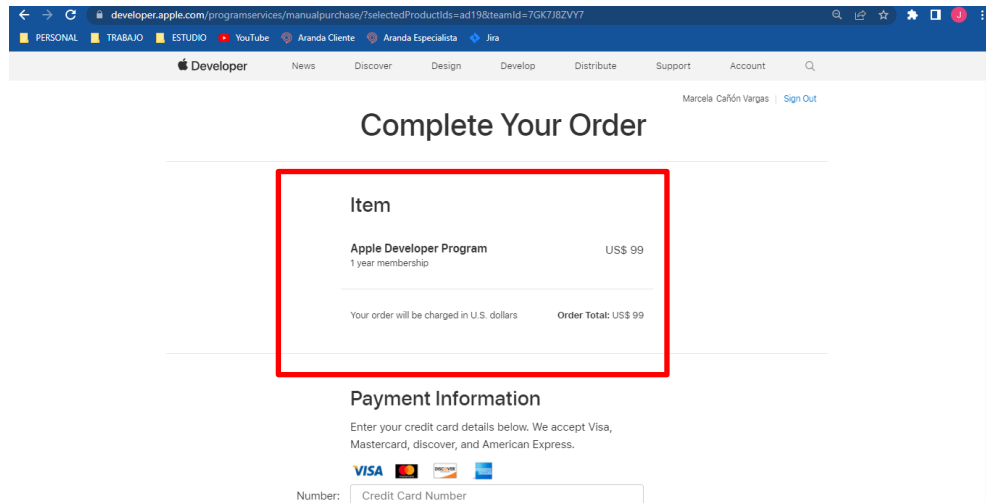 developer.apple.com/programservices/manualpurchase/?selectedProductIds=ad19&teamId=7GK7J8ZVY7
J
PERSONAL TRABAJO ESTUDIO YouTube Aranda Cliente Aranda Especialista Jira
Developer News Discover Design Develop Distribute Support Account
Marcela Cañón Vargas | Sign Out
Complete Your Order
Item
Apple Developer Program US$ 99
1 year membership
Your order will be charged in U.S. dollars Order Total: US$ 99
Payment Information
Enter your credit card details below. We accept Visa,
Mastercard, discover, and American Express.
VISA DISCOVER
Number: Credit Card Number